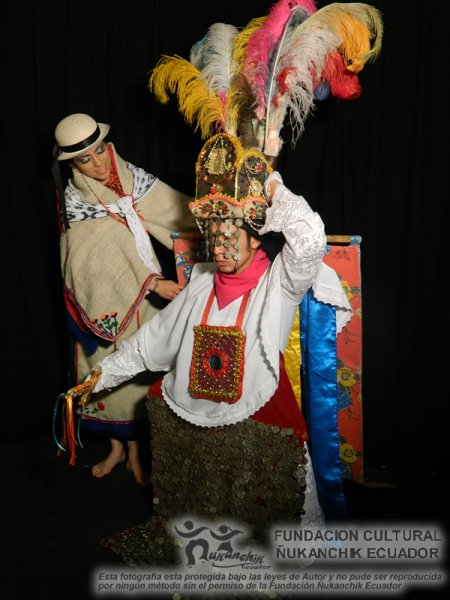 FUNDACION CULTURAL
ÑUKANCHIK ECUADOR
Ñukanchik
ecuador
Esta fotografía esta protegida bajo las leyes de Autor y no pude ser reproducida
por ningún método sin el permiso de la Fundación Ñukanchik Ecuador